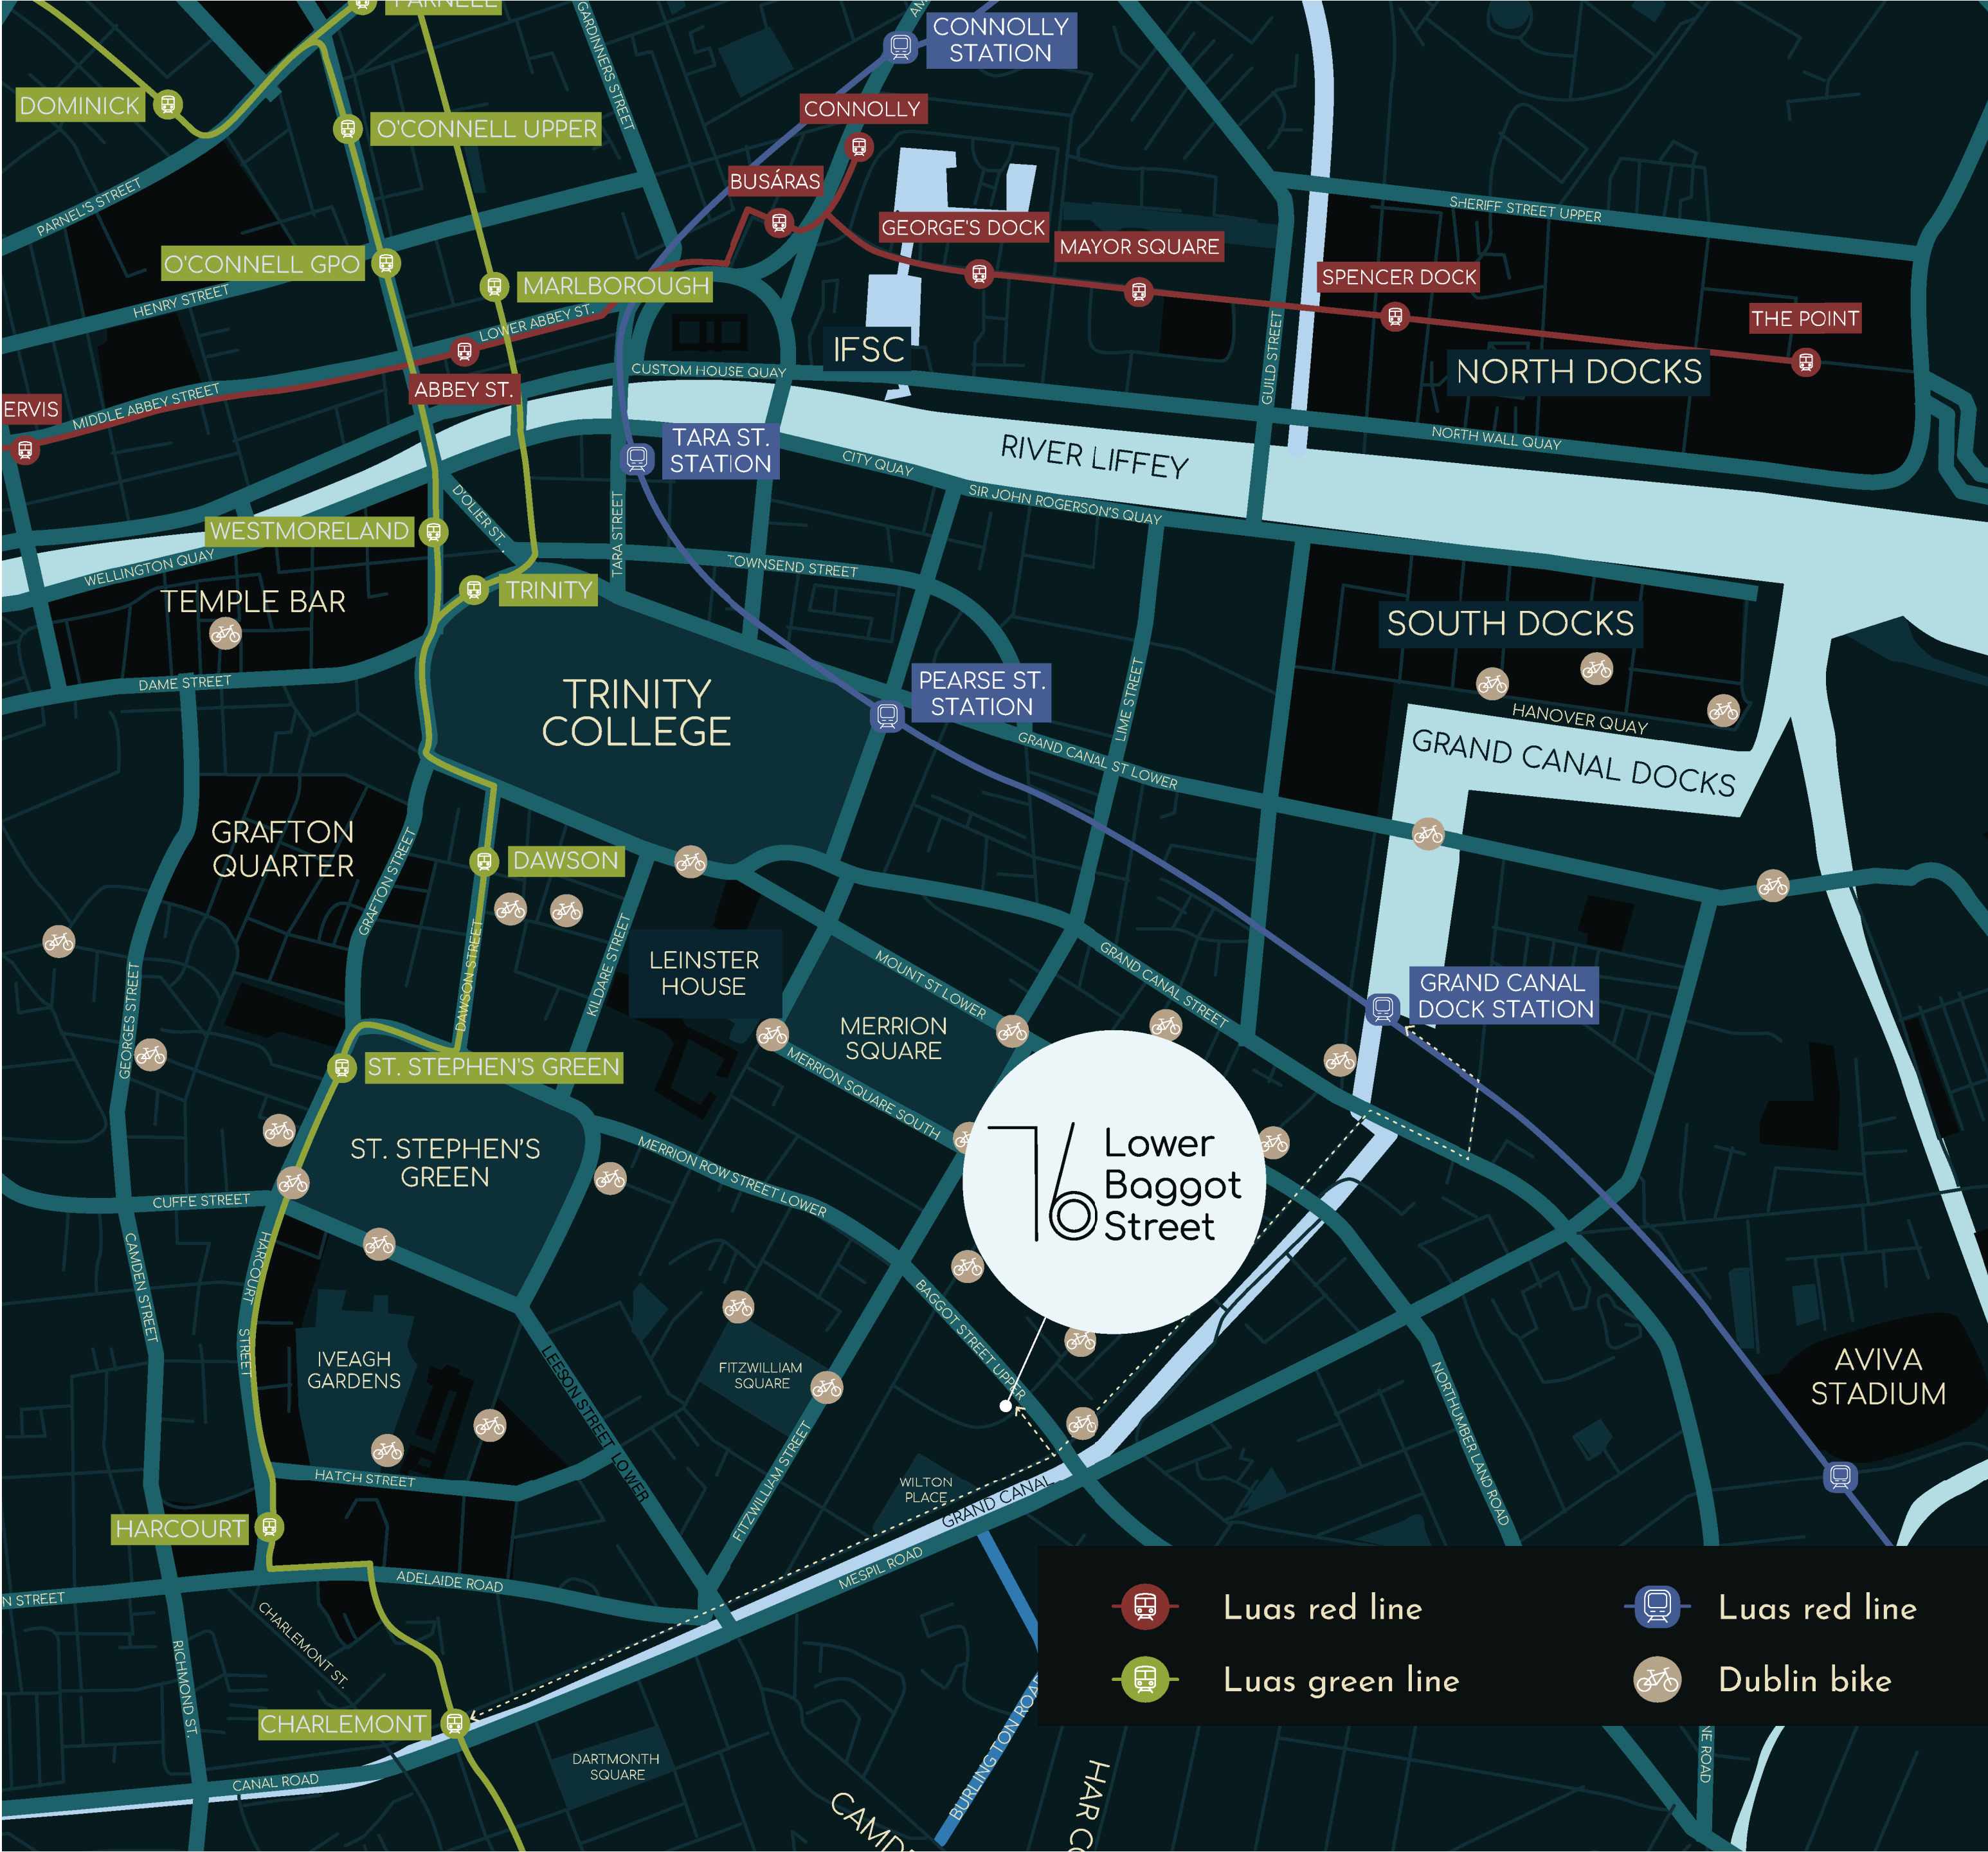 PARNELL
GARDINNERS STREET
CONNOLLY
STATION
DOMINICK
O'CONNELL UPPER
CONNOLLY
BUSÁRAS
PARNEL'S STREET
GEORGE'S DOCK
MAYOR SQUARE
SHERIFF STREET UPPER
O'CONNELL GPO
MARLBOROUGH
SPENCER DOCK
THE POINT
HENRY STREET
LOWER ABBEY ST.
IFSC
GUILD STREET
NORTH DOCKS
CUSTOM HOUSE QUAY
ABBEY ST.
ERVIS
MIDDLE ABBEY STREET
TARA ST.
STATION
RIVER LIFFEY
NORTH WALL QUAY
CITY QUAY
SIR JOHN ROGERSON'S QUAY
D'OLIER ST.
TARA STREET
WESTMORELAND
WELLINGTON QUAY
TOWNSEND STREET
TRINITY
TEMPLE BAR
SOUTH DOCKS
DAME STREET
TRINITY
COLLEGE
PEARSE ST.
STATION
LIME STREET
HANOVER QUAY
GRAND CANAL ST LOWER
GRAND CANAL DOCKS
GRAFTON
QUARTER
GRAFTON STREET
DAWSON
DAWSON STREET
KILDARE STREET
LEINSTER
HOUSE
MOUNT ST LOWER
GRAND CANAL STREET
GRAND CANAL
DOCK STATION
GEORGES STREET
MERRION
SQUARE
ST. STEPHEN'S GREEN
MERRION SQUARE SOUTH
ST. STEPHEN'S
GREEN
MERRION ROW STREET LOWER
76
Lower
Baggot
Street
CUFFE STREET
CAMDEN STREET
HARCOURT STREET
BAGGOT STREET UPPER
IVEAGH
GARDENS
LEESON STREET LOWER
FITZWILLIAM
SQUARE
FITZWILLIAM STREET
NORTHUMBERLAND ROAD
AVIVA
STADIUM
HATCH STREET
WILTON
PLACE
GRAND CANAL
HARCOURT
MESPIL ROAD
ADELAIDE ROAD
N STREET
CHARLEMONT ST.
RICHMOND ST.
CHARLEMONT
DARTMONTH
SQUARE
CANAL ROAD
BURLINGTON ROAD
CAMD
HAR CO
NE ROAD
Luas red line
Luas red line
Luas green line
Dublin bike